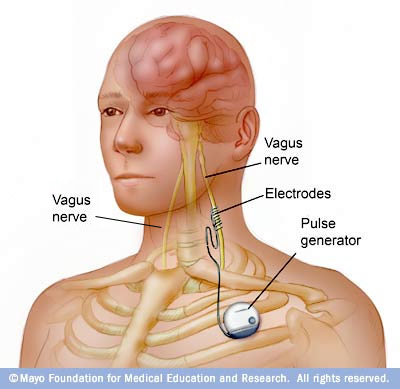 Vagus
nerve
Electrodes
Vagus
nerve
Pulse
generator
© Mayo Foundation for Medical Education and Research.  All rights reserved.